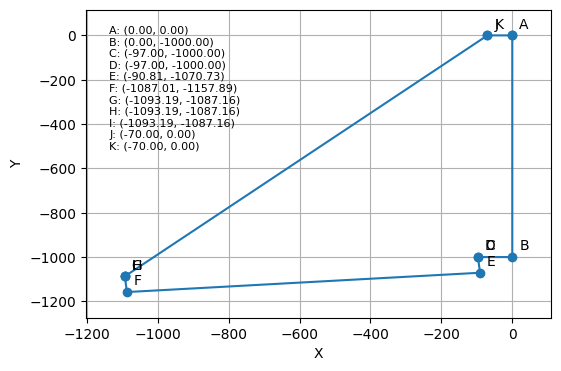 A: (0.00, 0.00)
B: (0.00, -1000.00)
C: (-97.00, -1000.00)
D: (-97.00, -1000.00)
E: (-90.81, -1070.73)
F: (-1087.01, -1157.89)
G: (-1093.19, -1087.16)
H: (-1093.19, -1087.16)
I: (-1093.19, -1087.16)
J: (-70.00, 0.00)
K: (-70.00, 0.00)
JK
A
B
E
F
0
−200
−400
−600
−800
−1000
−1200
Y
−1200
−1000
−800
−600
−400
−200
0
X